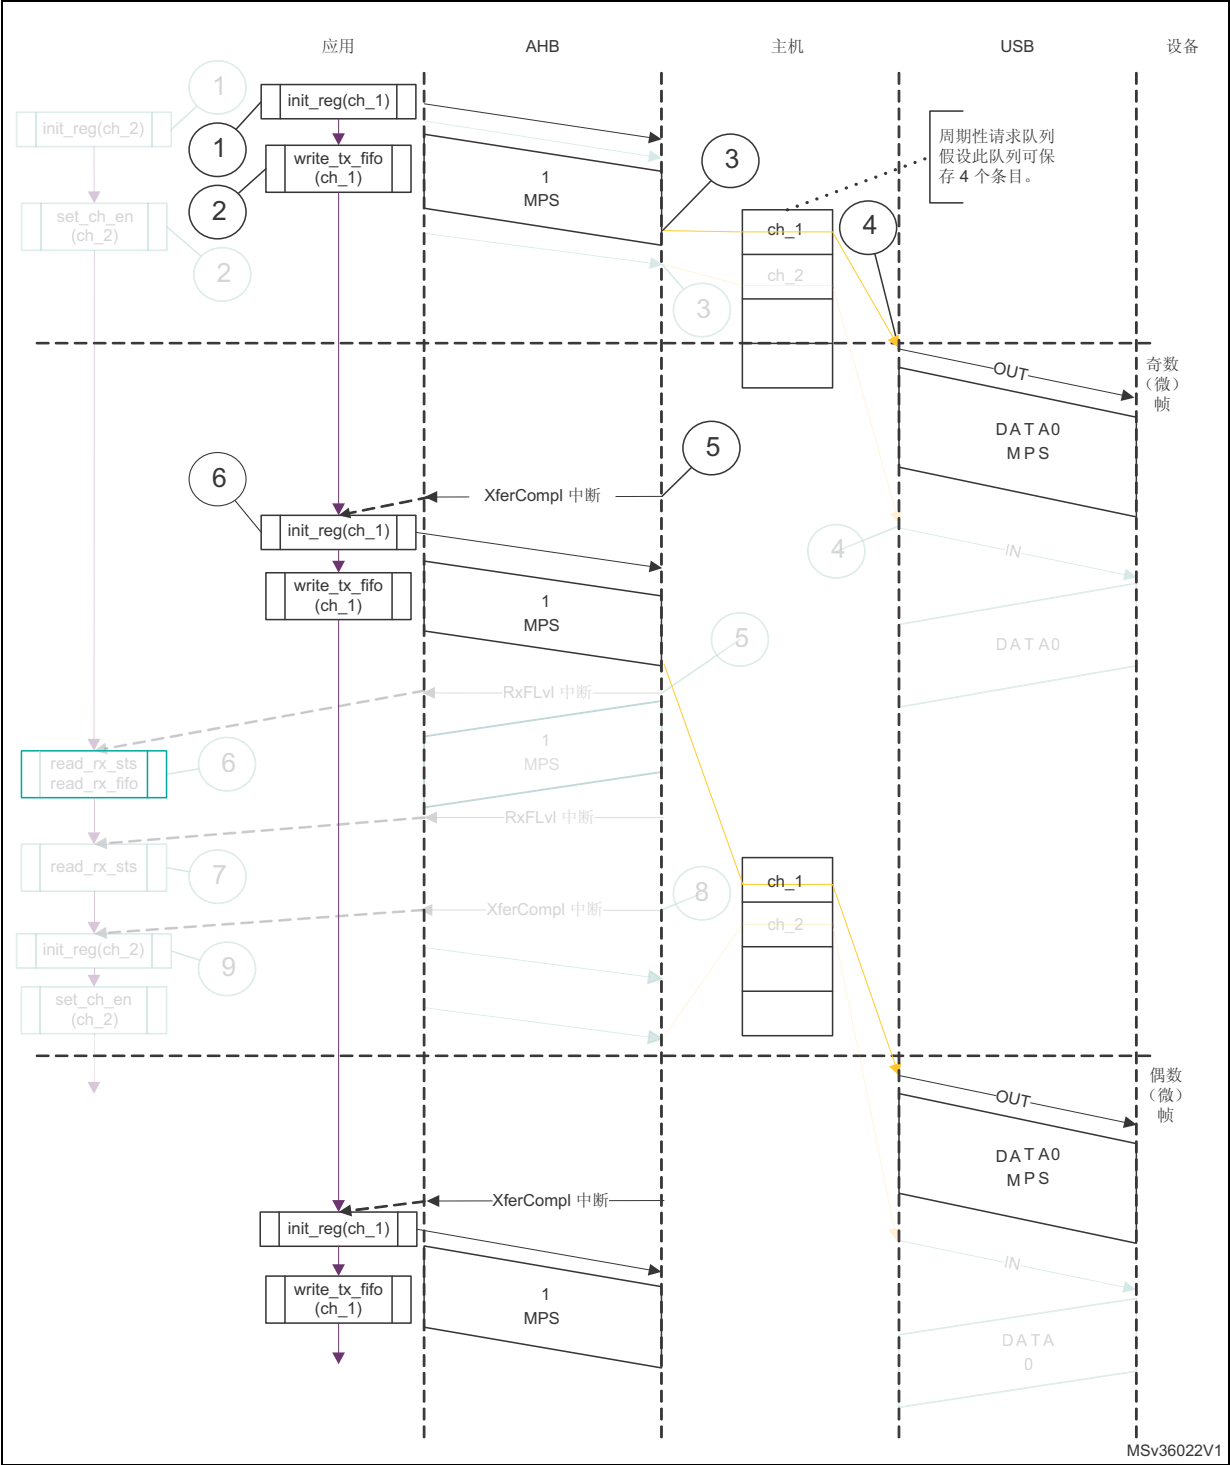 应用
AHB
主机
USB
设备
1
init_reg(ch_1)
init_reg(ch_2)
1
write_tx_fifo
(ch_1)
1
MPS
3
周期性请求队列
假设此队列可保
存 4 个条目。
2
set_ch_en
(ch_2)
ch_1
4
2
ch_2
3
奇数
（微）
帧
OUT
DATA0
MPS
5
6
XferCompl 中断
init_reg(ch_1)
4
IN
write_tx_fifo
(ch_1)
1
MPS
5
DATA0
RxFLvl 中断
read_rx_sts
read_rx_fifo
6
1
MPS
RxFLvl 中断
read_rx_sts
7
ch_1
8
XferCompl 中断
ch_2
init_reg(ch_2)
9
set_ch_en
(ch_2)
偶数
（微）
帧
OUT
DATA0
MPS
XferCompl 中断
init_reg(ch_1)
IN
write_tx_fifo
(ch_1)
1
MPS
DATA
0
MSv36022V1